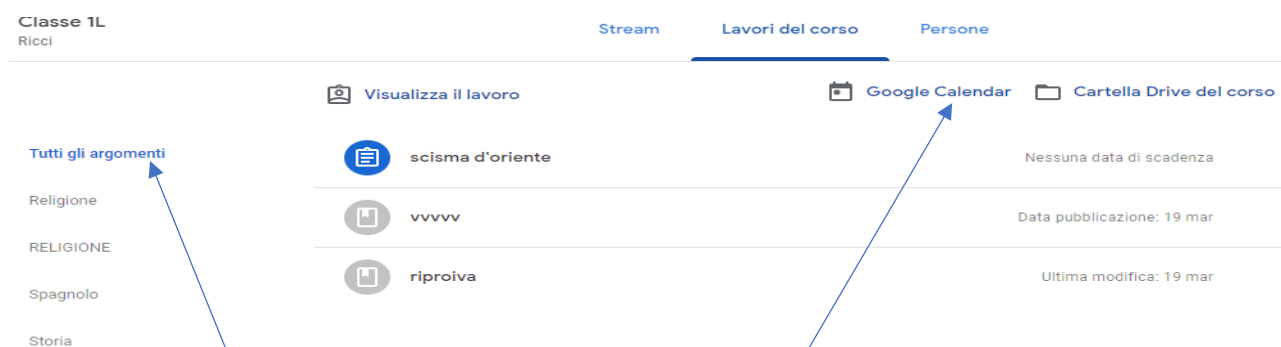 Classe 1L
Ricci
Stream Lavori del corso Persone
Visualizza il lavoro Google Calendar Cartella Drive del corso
Tutti gli argomenti
Religione
RELIGIONE
Spagnolo
Storia
scisma d'oriente Nessuna data di scadenza
vvvvv Data pubblicazione: 19 mar
riproiva Ultima modifica: 19 mar